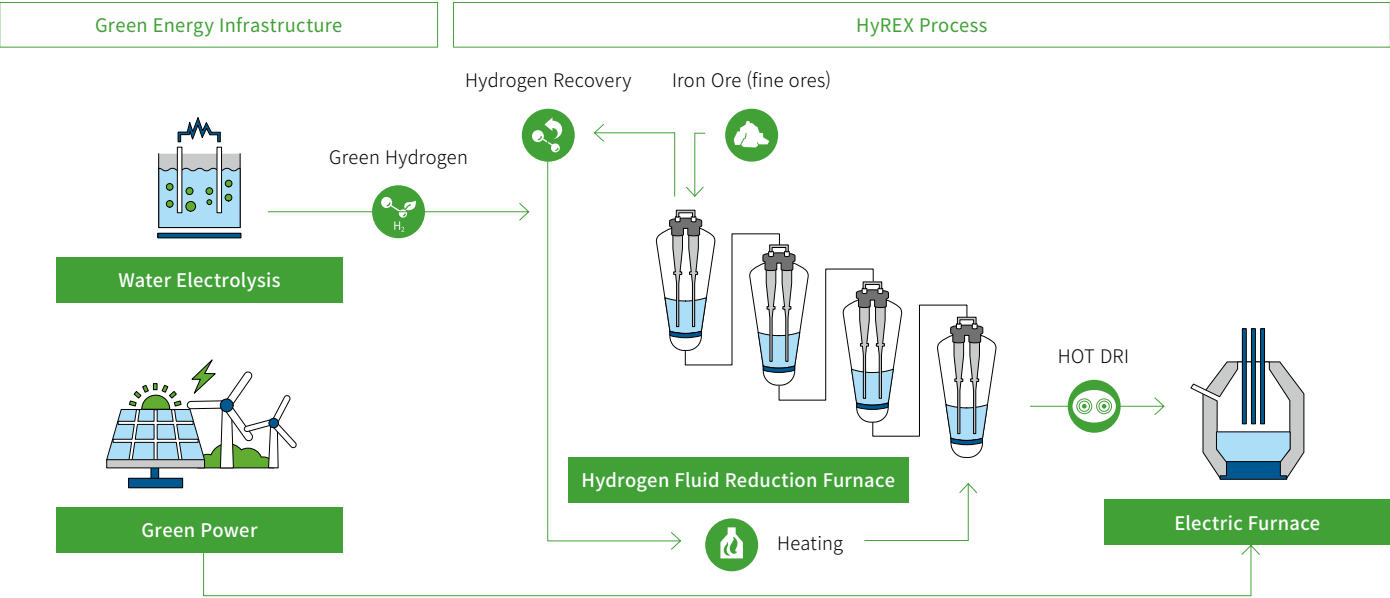 Green Energy Infrastructure
HyREX Process
Hydrogen Recovery
Iron Ore (fine ores)
Green Hydrogen
H₂
Water Electrolysis
HOT DRI
Hydrogen Fluid Reduction Furnace
Green Power
Electric Furnace
Heating